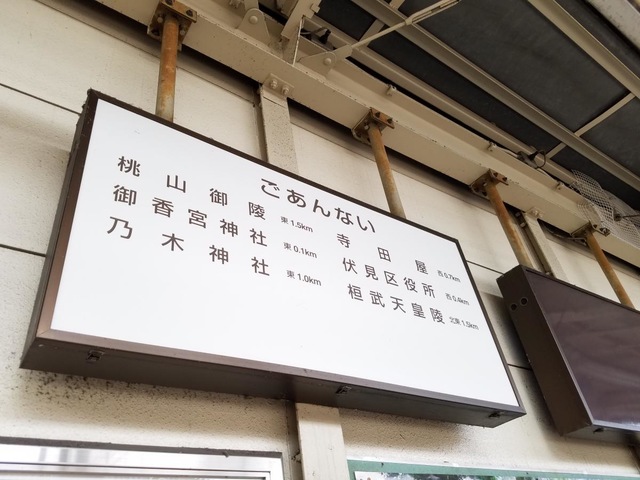 ごあんない
桃山御陵 東1.5km
御香宮神社 東0.1km
乃木神社 東1.0km
寺田屋 西0.7km
伏見区役所 西0.4km
桓武天皇陵 北東1.5km